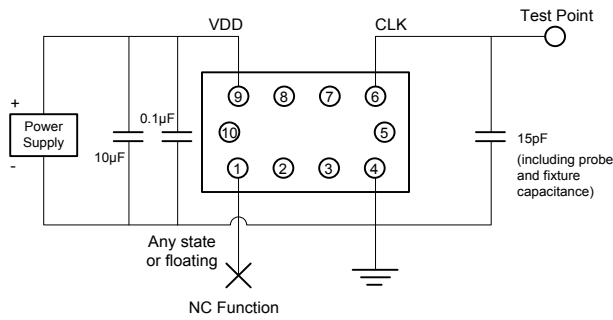 Test Point
VDD
CLK
9
8
7
6
+
Power
Supply
-
10µF
0.1µF
10
5
15pF
(including probe
and fixture
capacitance)
1
2
3
4
Any state
or floating
NC Function